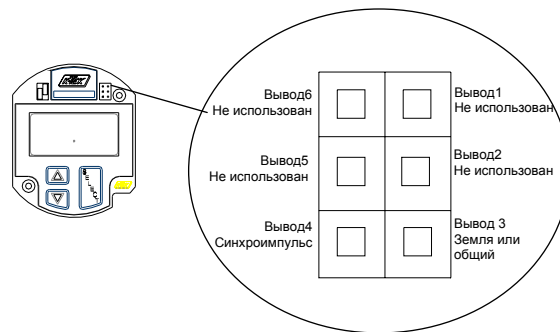 Вывод6
Не использован
Вывод1
Не использован
Вывод5
Не использован
Вывод2
Не использован
Вывод4
Синхроимпульс
Вывод 3
Земля или
общий